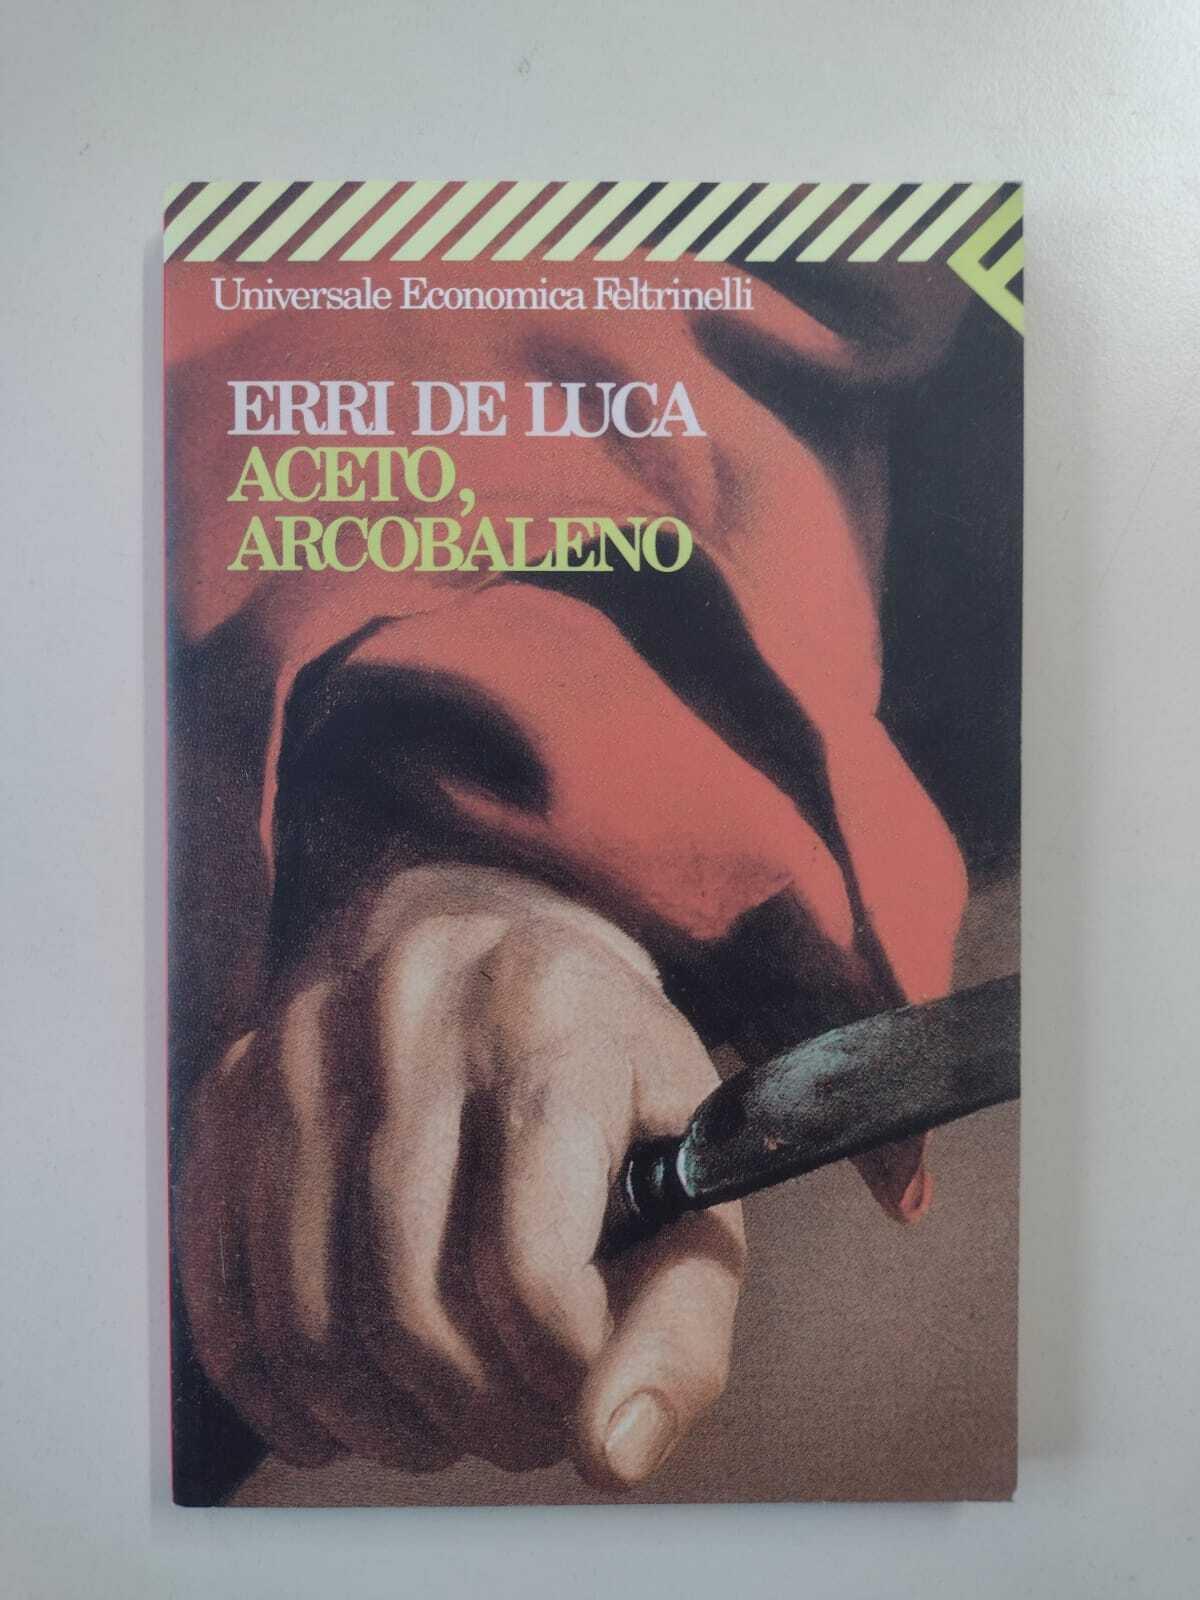 Universale Economica Feltrinelli
ERRI DE LUCA
ACETO,
ARCOBALENO